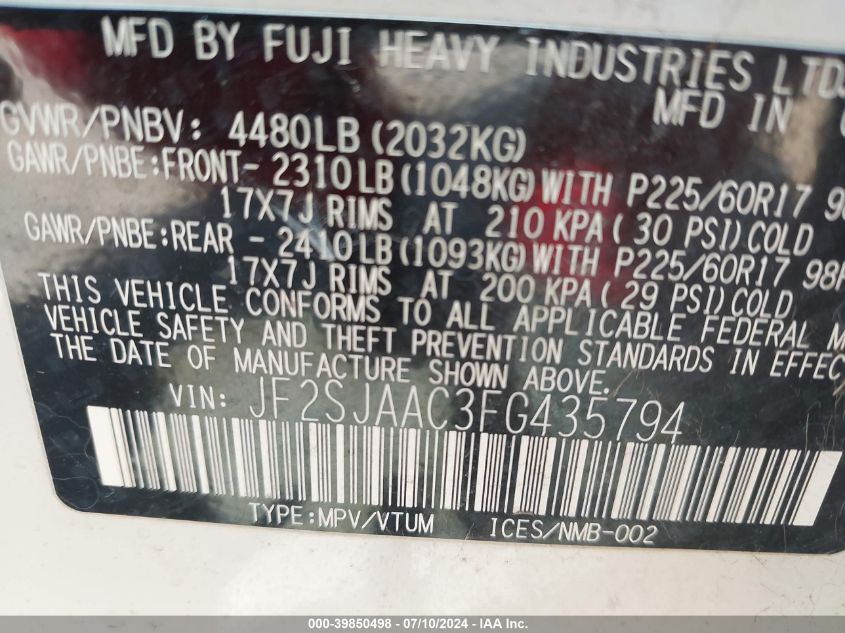 MFD BY FUJI HEAVY INDUSTRIES LTD.
MFD IN
GVWR/PNBV: 4480LB (2032KG)
GAWR/PNBE:FRONT- 2310LB(1048KG)WITH P225/60R17
17X7J RIMS AT 210 KPA( 30 PSI)COLD
GAWR/PNBE:REAR - 2410LB(1093KG)WITH P225/60R17 98H
17X7J RIMS AT 200 KPA( 29 PSI)COLD
THIS VEHICLE CONFORMS TO ALL APPLICABLE FEDERAL
VEHICLE SAFETY AND THEFT PREVENTION STANDARDS IN EFFEC
THE DATE OF MANUFACTURE SHOWN ABOVE.
VIN: JF2SJAAC3FG435794
TYPE:MPV/VTUM ICES/NMB-002
000-39850498 - 07/10/2024 - IAA Inc.